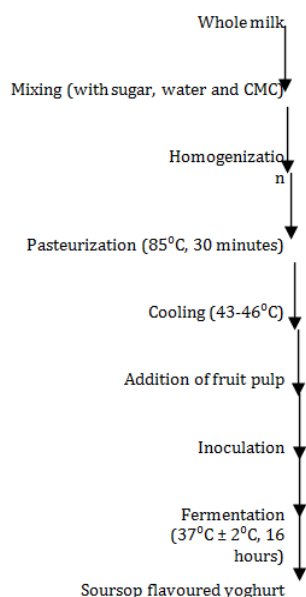 Whole milk
Mixing (with sugar, water and CMC)
Homogenizatio
n
Pasteurization (85⁰C, 30 minutes)
Cooling (43-46⁰C)
Addition of fruit pulp
Inoculation
Fermentation
(37⁰C ± 2⁰C, 16
hours)
Soursop flavoured yoghurt